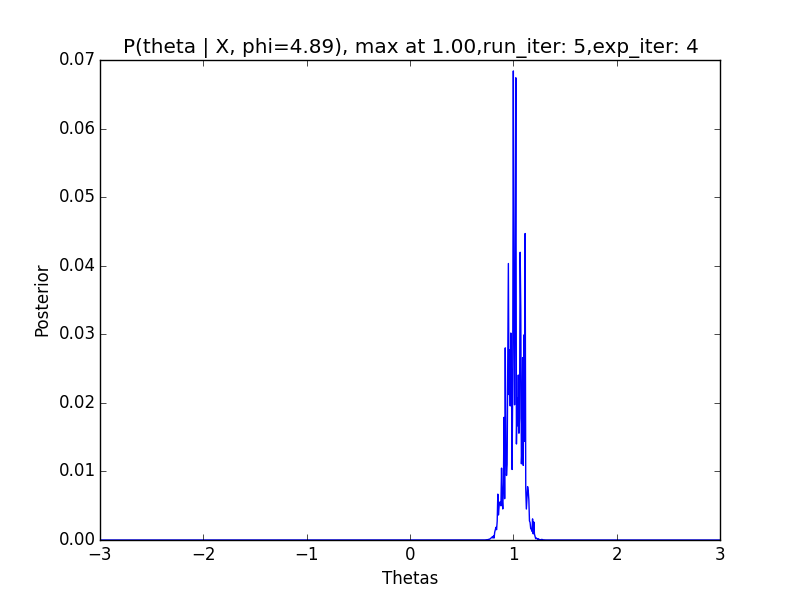 P(theta | X, phi=4.89), max at 1.00,run_iter: 5,exp_iter: 4
0.07
0.06
0.05
0.04
0.03
0.02
0.01
0.00
Posterior
−3 −2 −1 0 1 2 3
Thetas